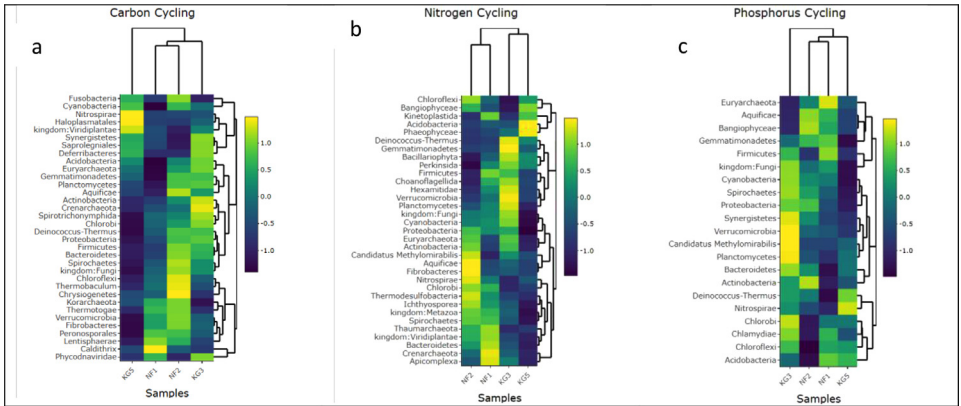 Carbon Cycling
a
Fusobacteria
Cyanobacteria
Nitrospirae
Haloplasmatales
kingdom:Viridiplantae
Synergistetes
Saprolegniales
Deferribacteres
Acidobacteria
Euryarchaeota
Gemmatimonadetes
Planctomycetes
Aquificae
Actinobacteria
Crenarchaeota
Spirotrichonymphida
Chlorobi
Deinococcus-Thermus
Proteobacteria
Firmicutes
Bacteroidetes
Spirochaetes
kingdom:Fungi
Chloroflexi
Thermobaculum
Chrysiogenetes
Korarchaeota
Thermotogae
Verrucomicrobia
Fibrobacteres
Peronosporales
Lentisphaerae
Caldithrix
Phycodnaviridae
KG5 NF1 NF2 KG3
Samples
1.0
0.5
0.0
-0.5
-1.0
Nitrogen Cycling
b
Chloroflexi
Bangiophyceae
Kinetoplastida
Acidobacteria
Phaeophyceae
Deinococcus-Thermus
Gemmatimonadetes
Bacillariophyta
Perkinsida
Firmicutes
Choanoflagellida
Hexamitidae
Verrucomicrobia
Planctomycetes
kingdom:Fungi
Cyanobacteria
Proteobacteria
Euryarchaeota
Actinobacteria
Candidatus Methylomirabilis
Aquificae
Fibrobacteres
Nitrospirae
Chlorobi
Thermodesulfobacteria
Ichthyosporea
kingdom:Metazoa
Spirochaetes
Thaumarchaeota
kingdom:Viridiplantae
Bacteroidetes
Crenarchaeota
Apicomplexa
NF2 NF1 KG3 KG5
Samples
1.0
0.5
0.0
-0.5
-1.0
Phosphorus Cycling
c
Euryarchaeota
Aquificae
Bangiophyceae
Gemmatimonadetes
Firmicutes
kingdom:Fungi
Cyanobacteria
Spirochaetes
Proteobacteria
Synergistetes
Verrucomicrobia
Candidatus Methylomirabilis
Planctomycetes
Bacteroidetes
Actinobacteria
Deinococcus-Thermus
Nitrospirae
Chlorobi
Chlamydiae
Chloroflexi
Acidobacteria
KG3 NF2 NF1 KG5
Samples
1.0
0.5
0.0
-0.5
-1.0